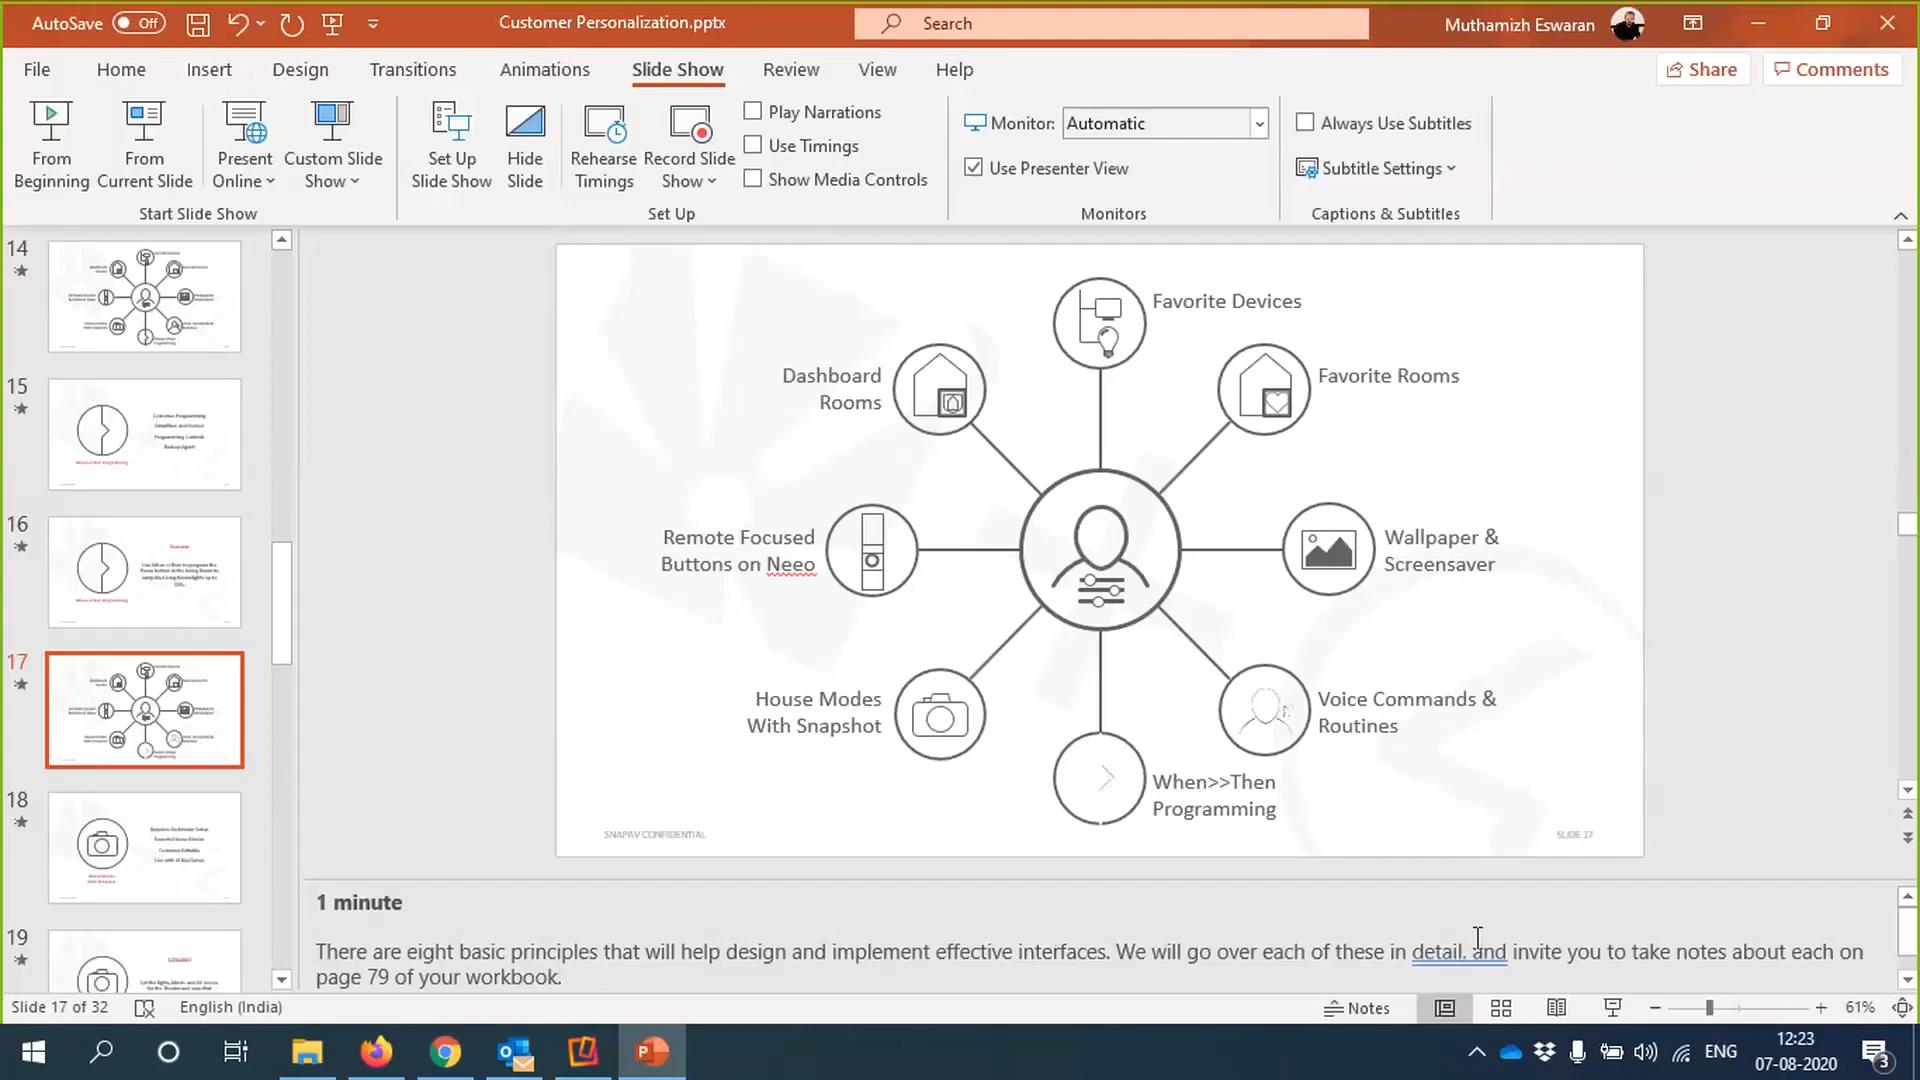 AutoSave Off
Customer Personalization.pptx
Search
Muthamizh Eswaran
File Home Insert Design Transitions Animations Slide Show Review View Help
Share
Comments
From Beginning
From Current Slide
Present Online
Custom Slide Show
Start Slide Show
Set Up Slide Show
Hide Slide
Rehearse Timings
Record Slide Show
Play Narrations
Use Timings
Show Media Controls
Set Up
Monitor: Automatic
Use Presenter View
Monitors
Always Use Subtitles
Subtitle Settings
Captions & Subtitles
14
15
16
17
18
19
Favorite Devices
Dashboard
Rooms
Favorite Rooms
Remote Focused
Buttons on Neeo
Wallpaper &
Screensaver
House Modes
With Snapshot
Voice Commands &
Routines
When>>Then
Programming
SNAPAV CONFIDENTIAL
SLIDE 17
1 minute
There are eight basic principles that will help design and implement effective interfaces. We will go over each of these in detail. and invite you to take notes about each on
page 79 of your workbook.
Slide 17 of 32
English (India)
Notes
61%
ENG
12:23
07-08-2020
3